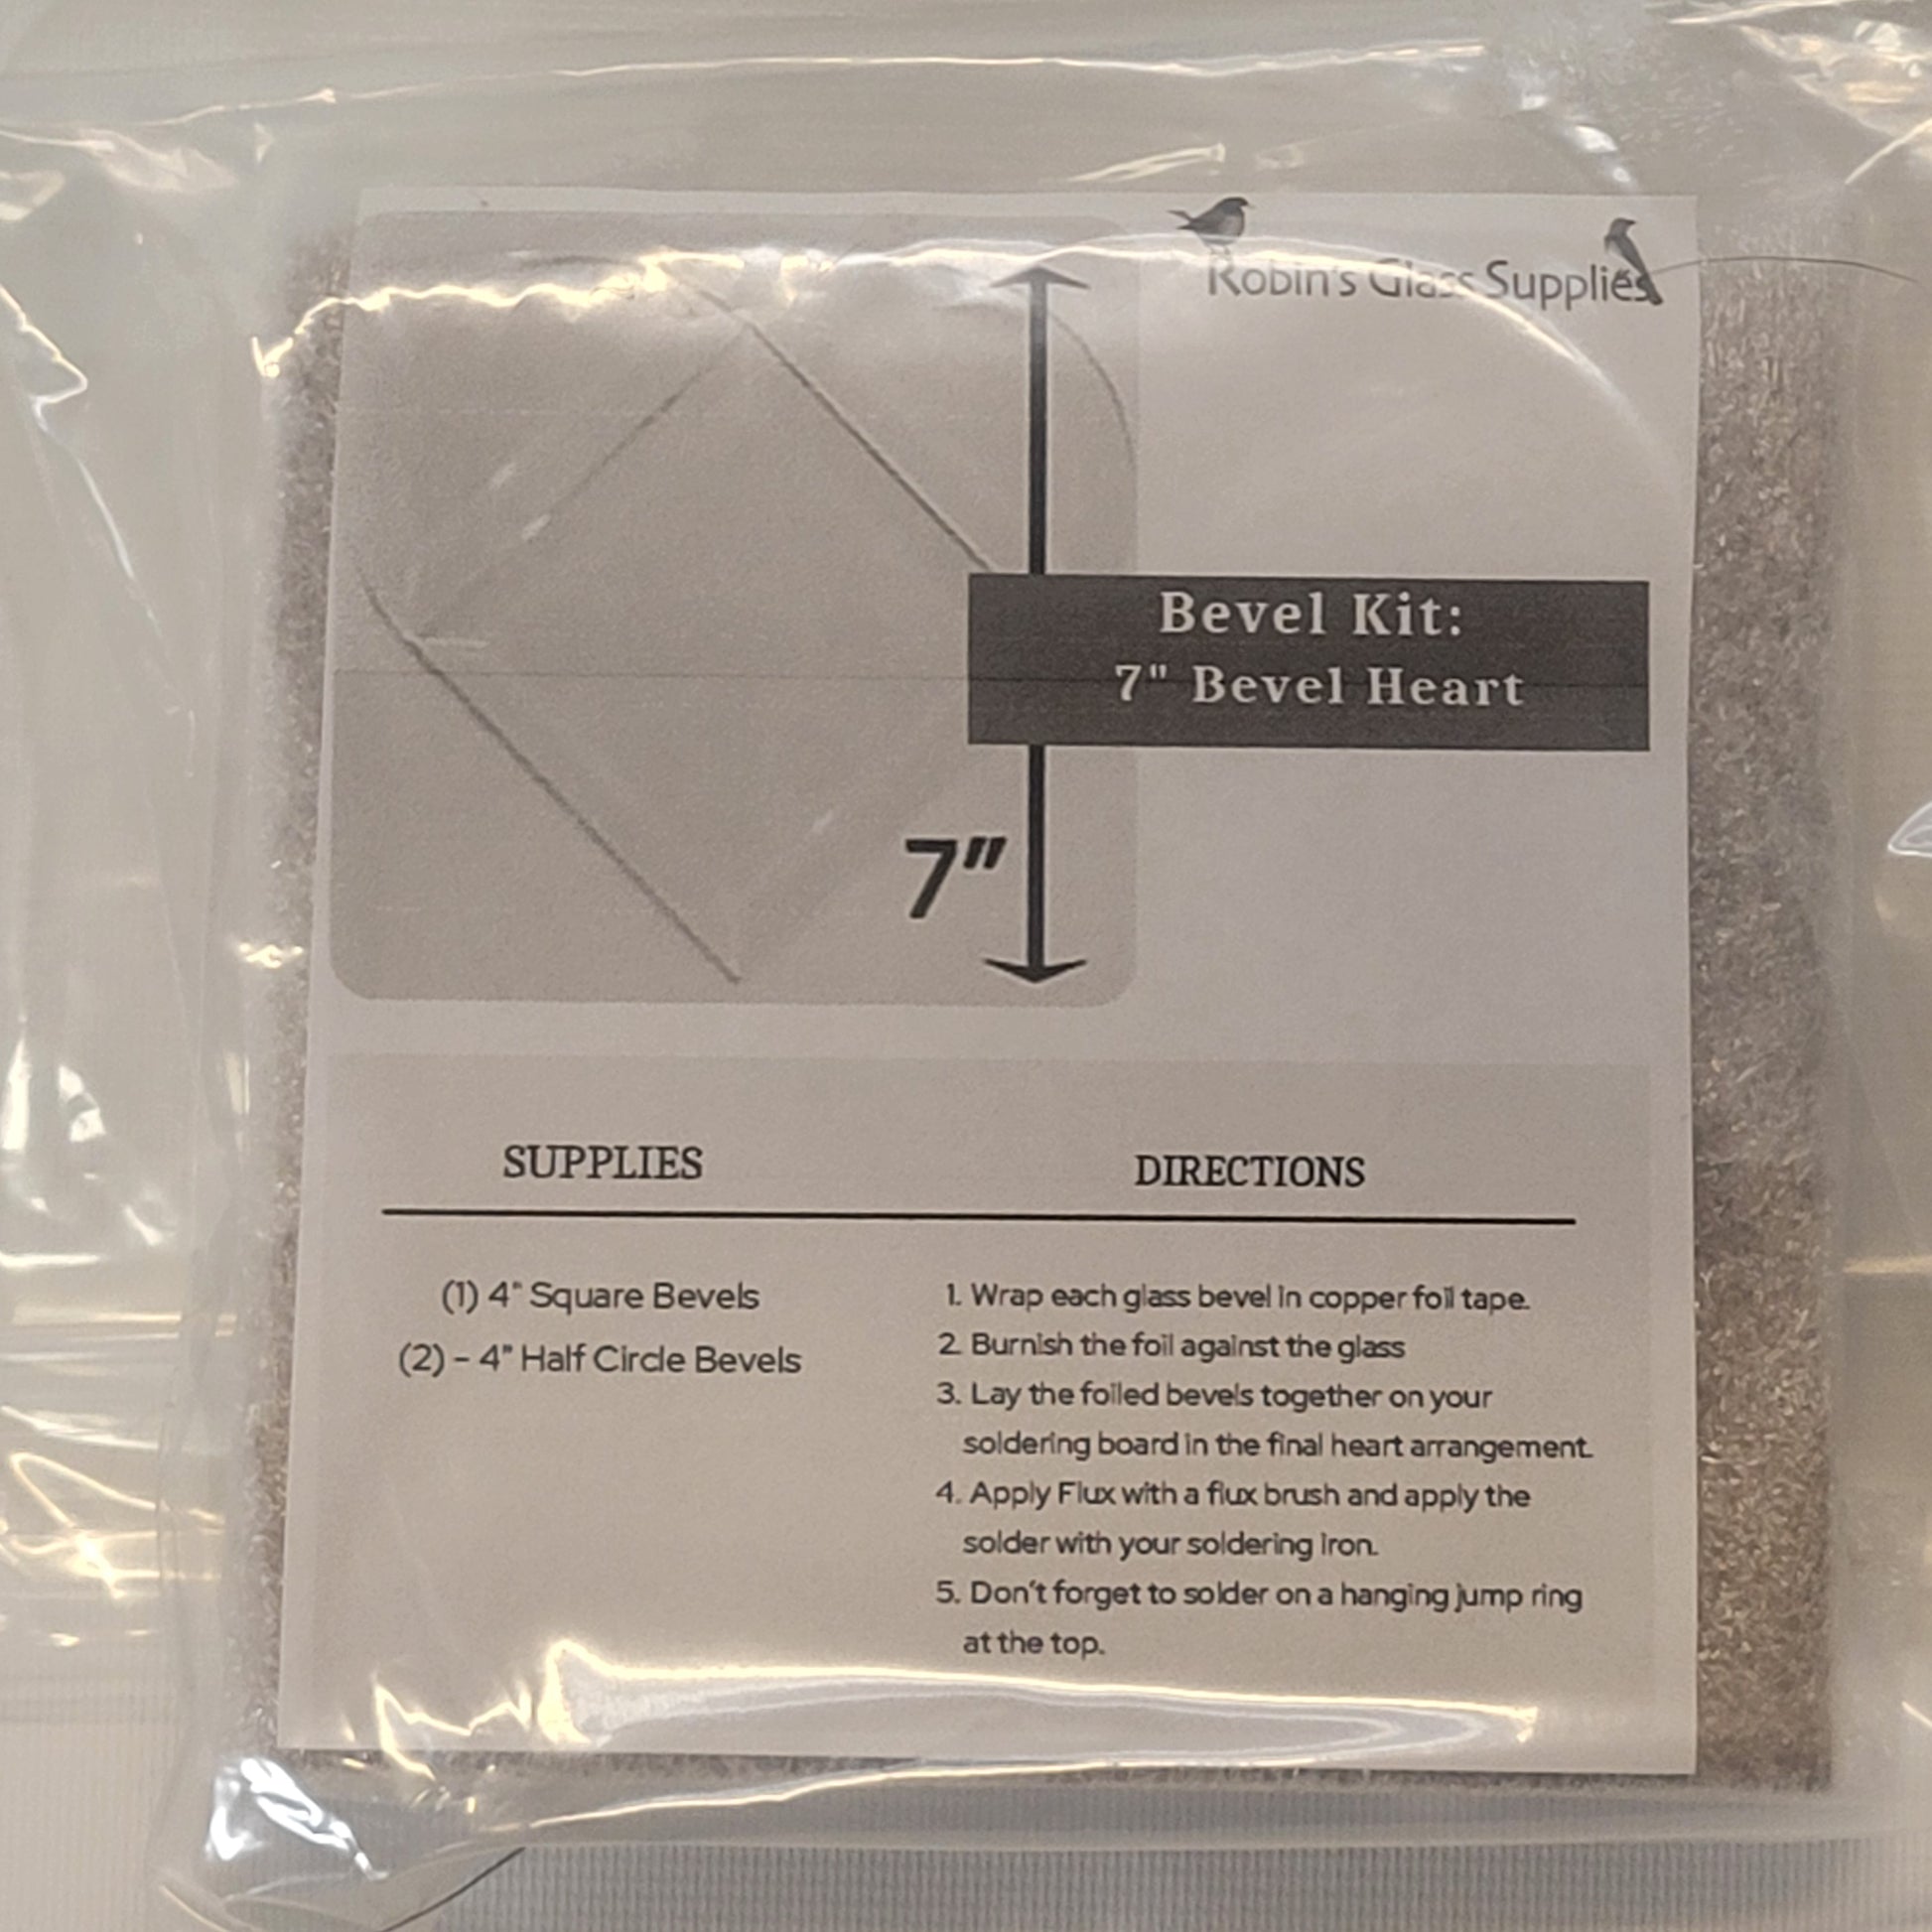 Robin's Glass Supplies
Bevel Kit:
7" Bevel Heart
7"
SUPPLIES
(1) 4" Square Bevels
(2) - 4" Half Circle Bevels
DIRECTIONS
1. Wrap each glass bevel in copper foil tape.
2. Burnish the foil against the glass
3. Lay the foiled bevels together on your
soldering board in the final heart arrangement.
4. Apply Flux with a flux brush and apply the
solder with your soldering iron.
5. Don't forget to solder on a hanging jump ring
at the top.